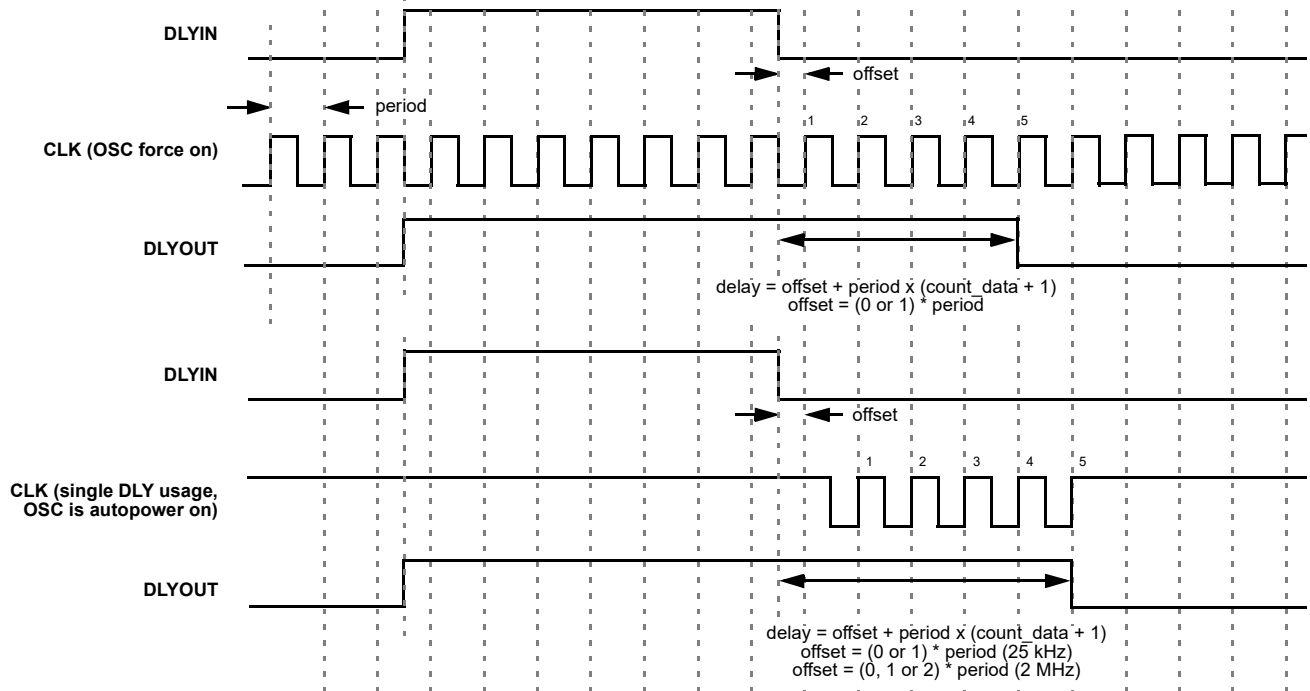 DLYIN
offset
period
1 2 3 4 5
CLK (OSC force on)
DLYOUT
delay = offset + period x (count_data + 1)
offset = (0 or 1) * period
DLYIN
offset
1 2 3 4 5
CLK (single DLY usage,
OSC is autopower on)
DLYOUT
delay = offset + period x (count_data + 1)
offset = (0 or 1) * period (25 kHz)
offset = (0, 1 or 2) * period (2 MHz)